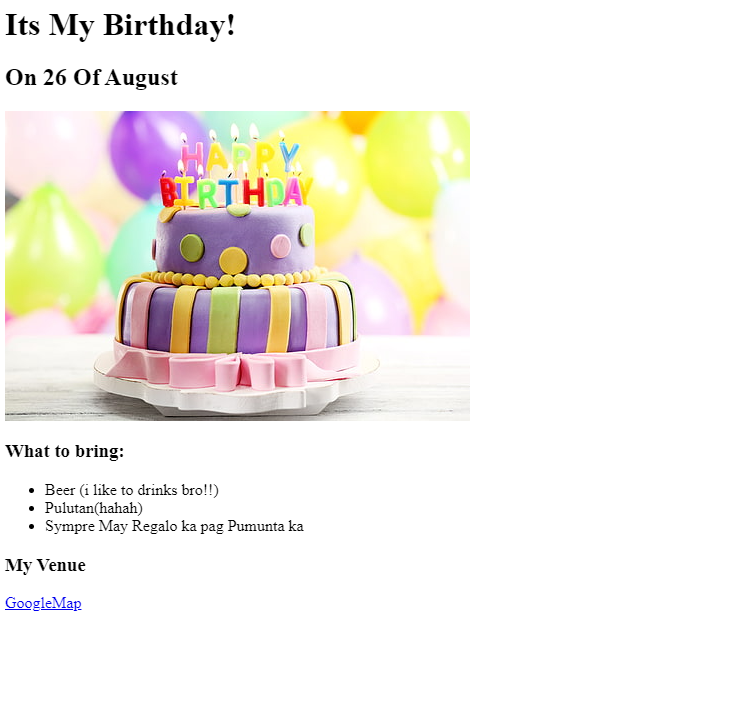 Its My Birthday!
On 26 Of August
HAPPY
BIRTHDAY
What to bring:
Beer (i like to drinks bro!!)
Pulutan(hahah)
Sympre May Regalo ka pag Pumunta ka
My Venue
GoogleMap